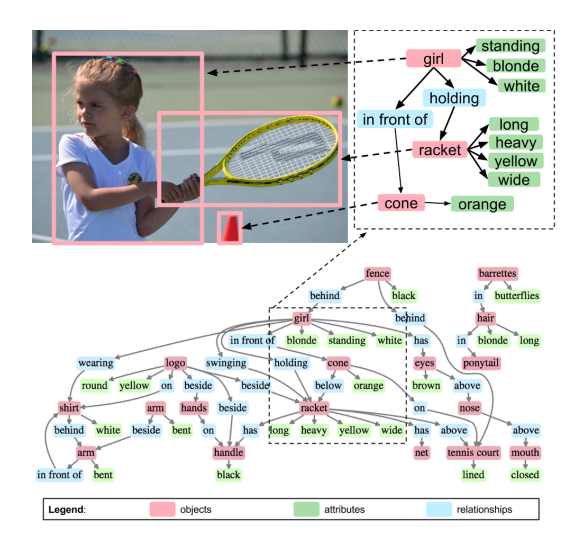 girl
standing
blonde
white
holding
in front of
long
heavy
racket
yellow
wide
cone
orange
fence
barrettes
behind
black
in
butterflies
girl
behind
hair
in front of
blonde
standing
white
has
in
blonde
long
wearing
logo
swinging
holding
cone
eyes
ponytail
round
yellow
on
beside
beside
below
orange
brown
above
shirt
arm
hands
beside
racket
on
nose
behind
white
beside
bent
on
has
long
heavy
yellow
wide
has
above
above
arm
handle
net
tennis court
mouth
in front of
bent
black
lined
closed
Legend:
objects
attributes
relationships